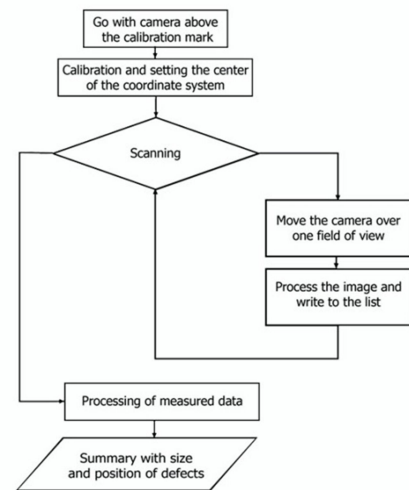 Go with camera above
the calibration mark
Calibration and setting the center
of the coordinate system
Scanning
Move the camera over
one field of view
Process the image and
write to the list
Processing of measured data
Summary with size
and position of defects